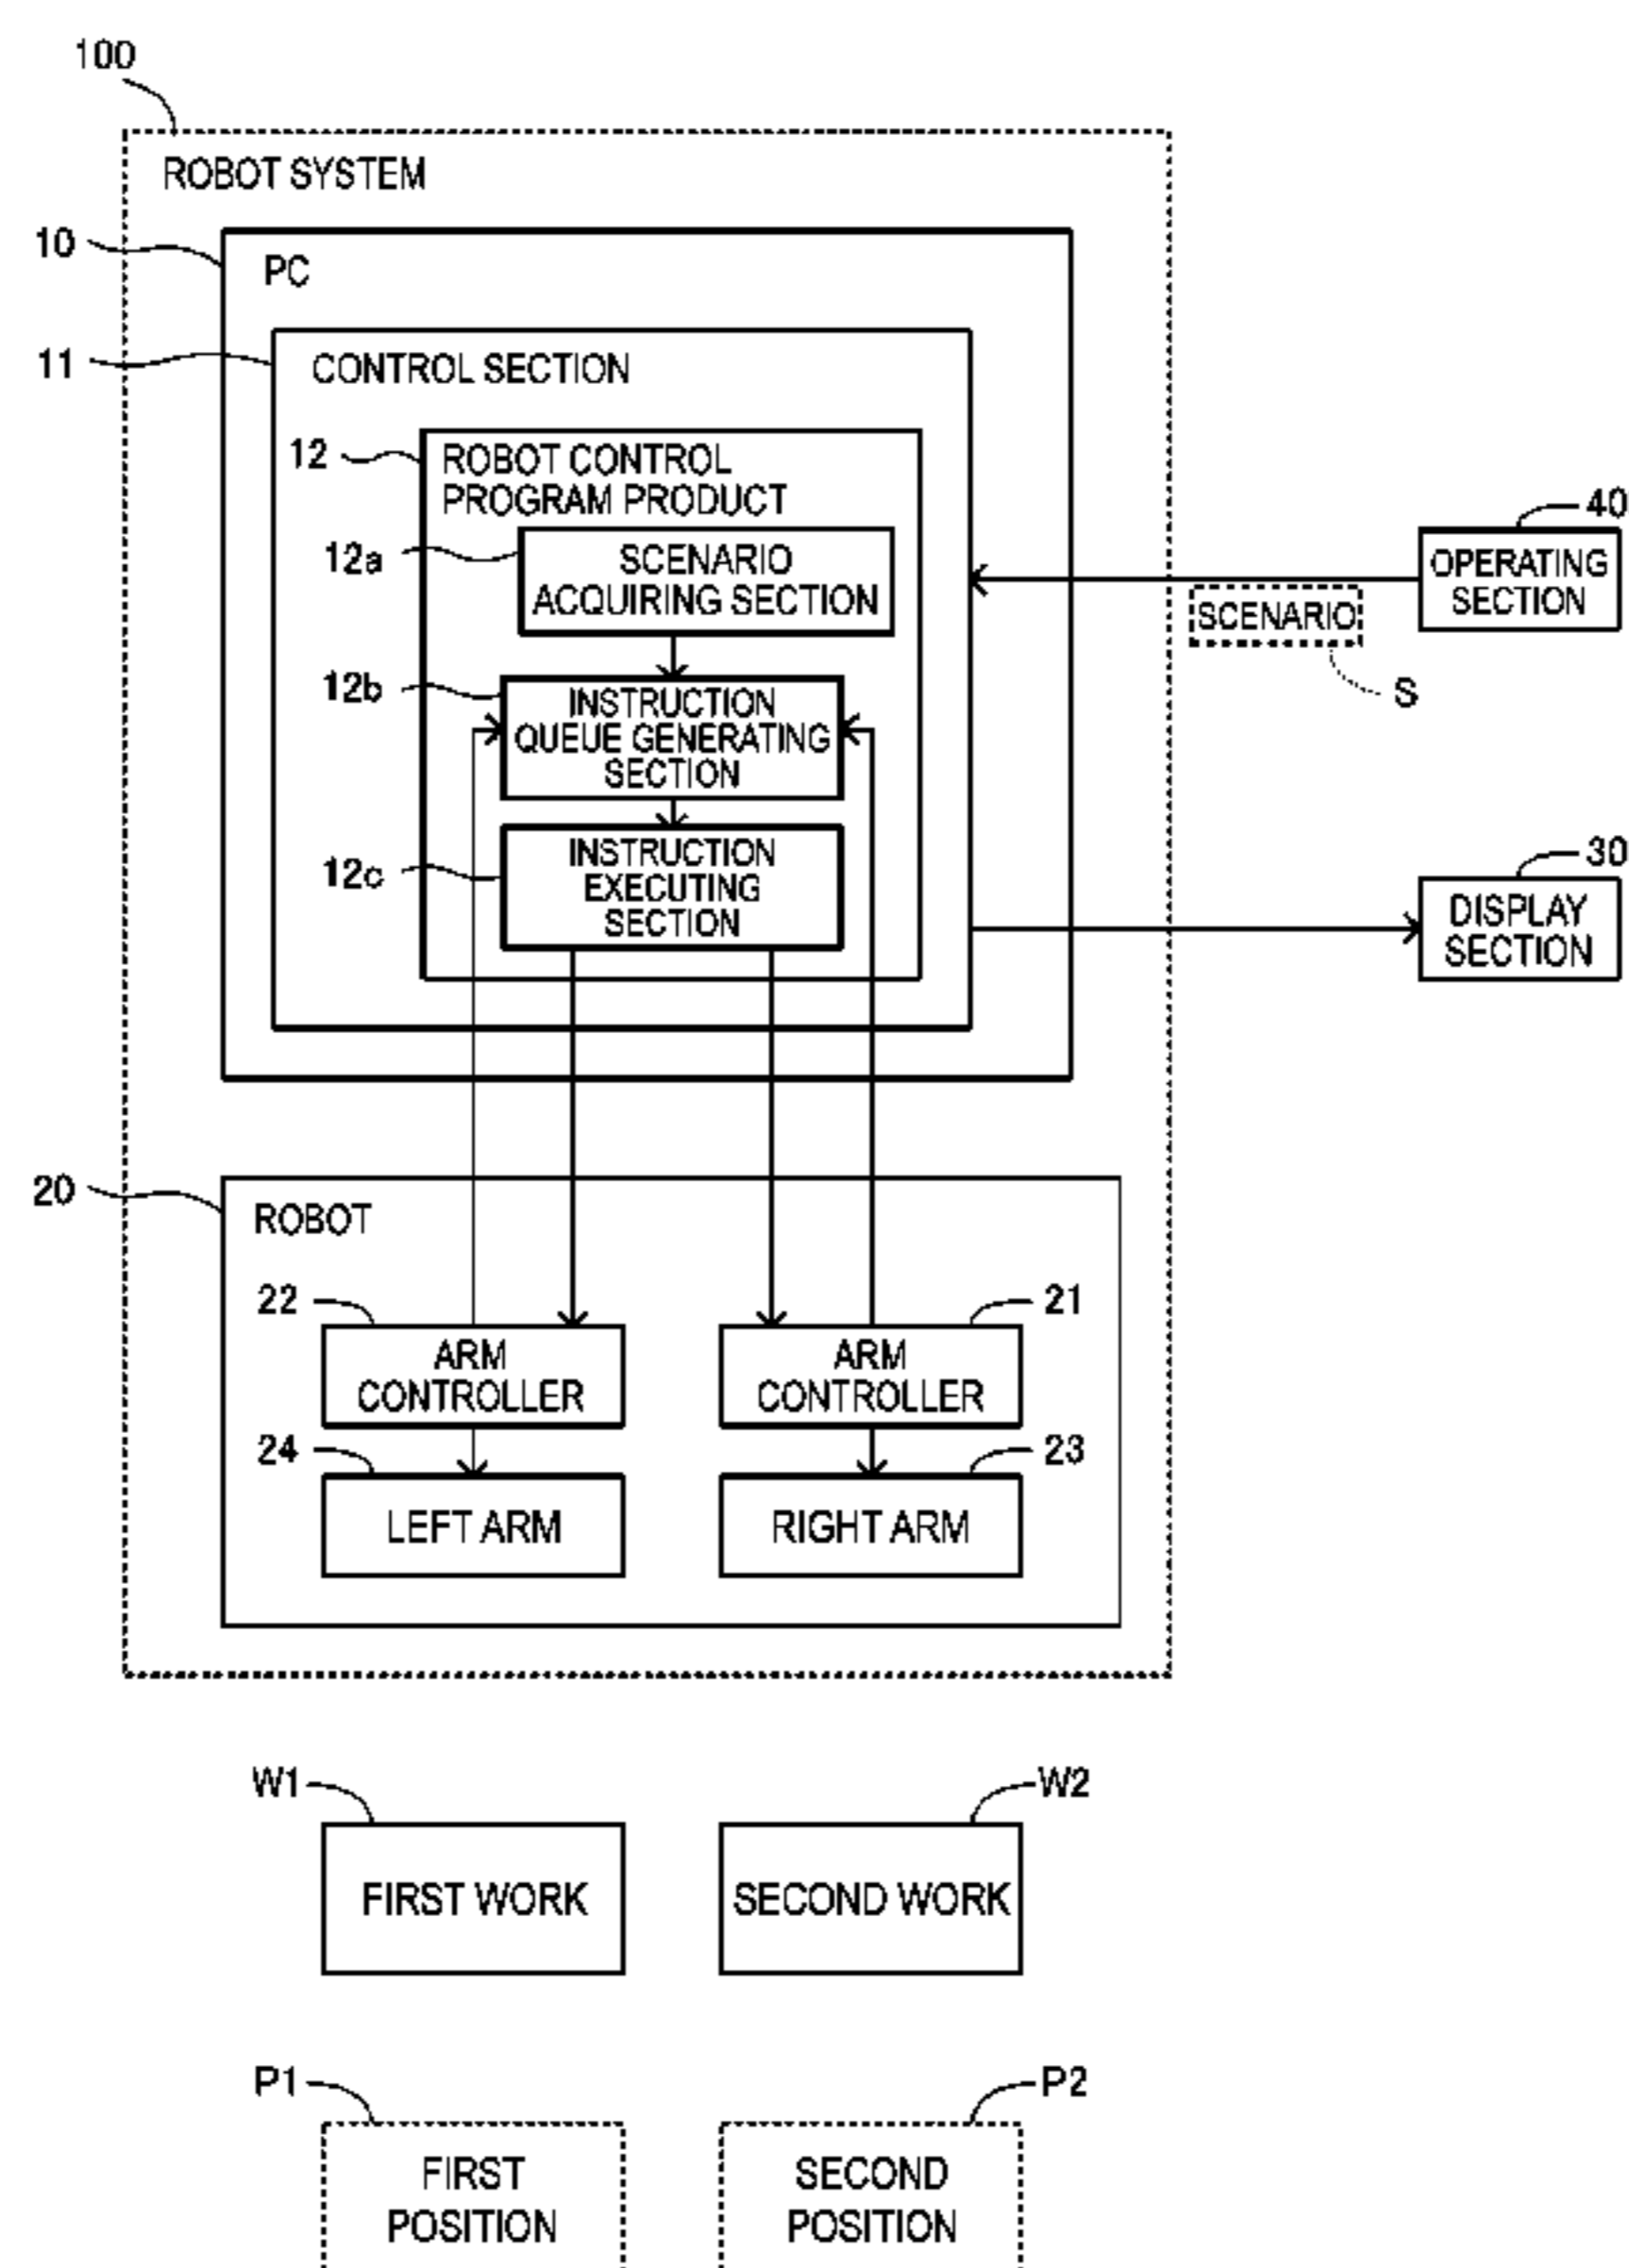 100
ROBOT SYSTEM
10
PC
11
CONTROL SECTION
12
ROBOT CONTROL
PROGRAM PRODUCT
12a
SCENARIO
ACQUIRING SECTION
40
OPERATING
SECTION
SCENARIO
S
12b
INSTRUCTION
QUEUE GENERATING
SECTION
12c
INSTRUCTION
EXECUTING
SECTION
30
DISPLAY
SECTION
20
ROBOT
22
ARM
CONTROLLER
21
ARM
CONTROLLER
24
LEFT ARM
23
RIGHT ARM
W1
FIRST WORK
W2
SECOND WORK
P1
FIRST
POSITION
P2
SECOND
POSITION